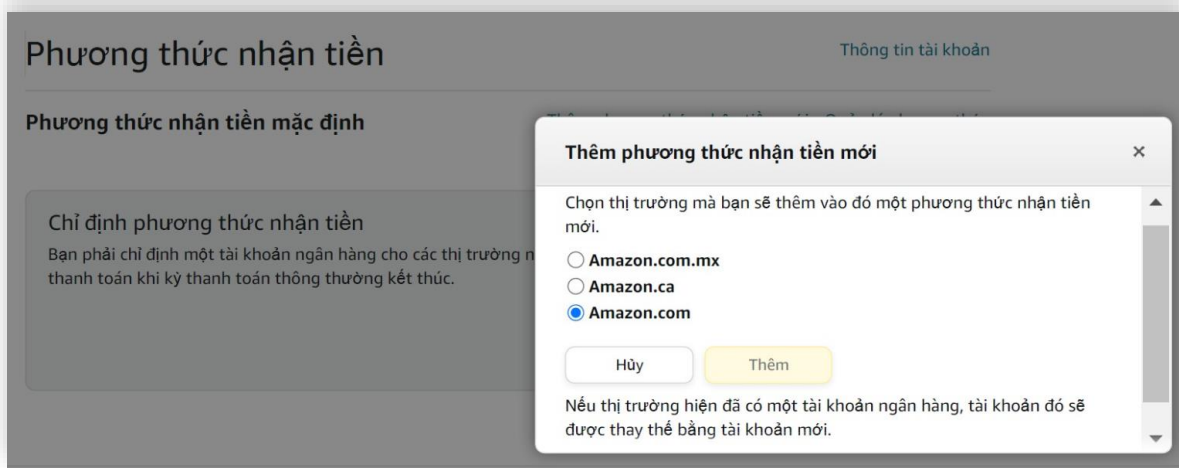 Phương thức nhận tiền
Thông tin tài khoản
Phương thức nhận tiền mặc định
Chỉ định phương thức nhận tiền
Bạn phải chỉ định một tài khoản ngân hàng cho các thị trường n
thanh toán khi kỳ thanh toán thông thường kết thúc.
Thêm phương thức nhận tiền mới
×
Chọn thị trường mà bạn sẽ thêm vào đó một phương thức nhận tiền
mới.
Amazon.com.mx
Amazon.ca
Amazon.com
Hủy
Thêm
Nếu thị trường hiện đã có một tài khoản ngân hàng, tài khoản đó sẽ
được thay thế bằng tài khoản mới.